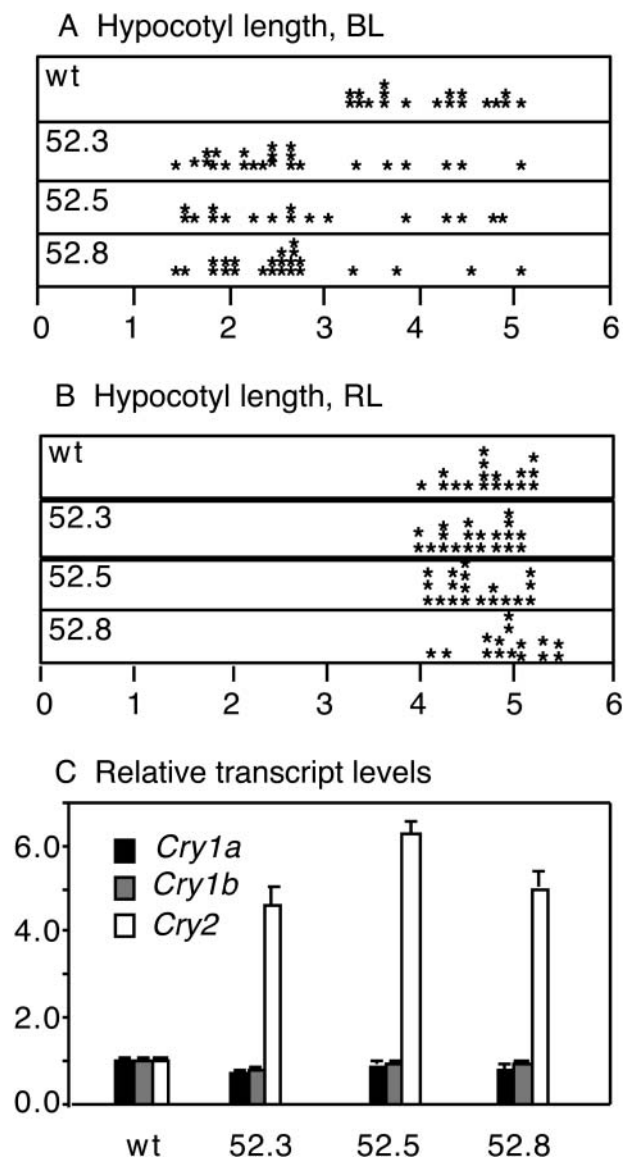 A Hypocotyl length, BL
wt
52.3
52.5
52.8
0 1 2 3 4 5 6
B Hypocotyl length, RL
wt
52.3
52.5
52.8
0 1 2 3 4 5 6
C Relative transcript levels
6.0
4.0
2.0
0.0
Cry1a
Cry1b
Cry2
wt 52.3 52.5 52.8